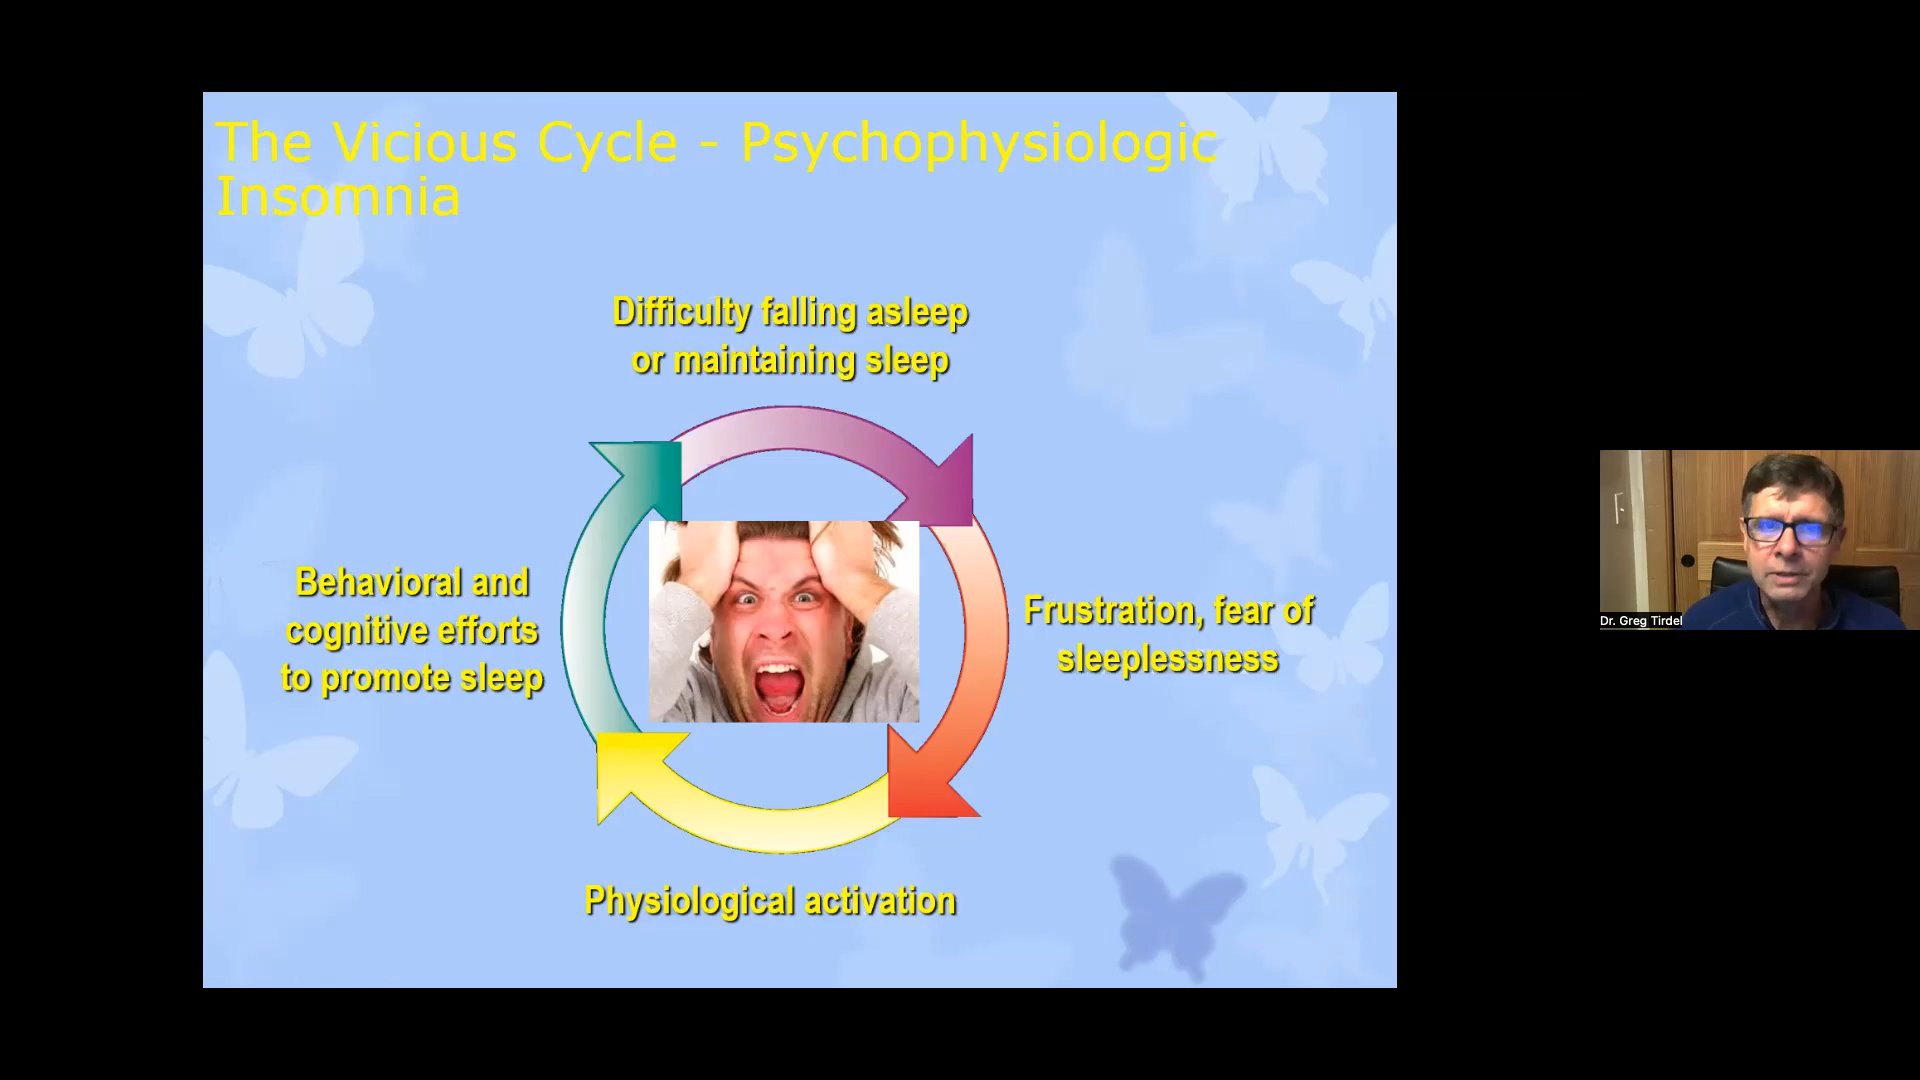 The Vicious Cycle - Psychophysiologic
Insomnia
Difficulty falling asleep
or maintaining sleep
Behavioral and
cognitive efforts
to promote sleep
Frustration, fear of
sleeplessness
Physiological activation
Dr. Greg Tirdel